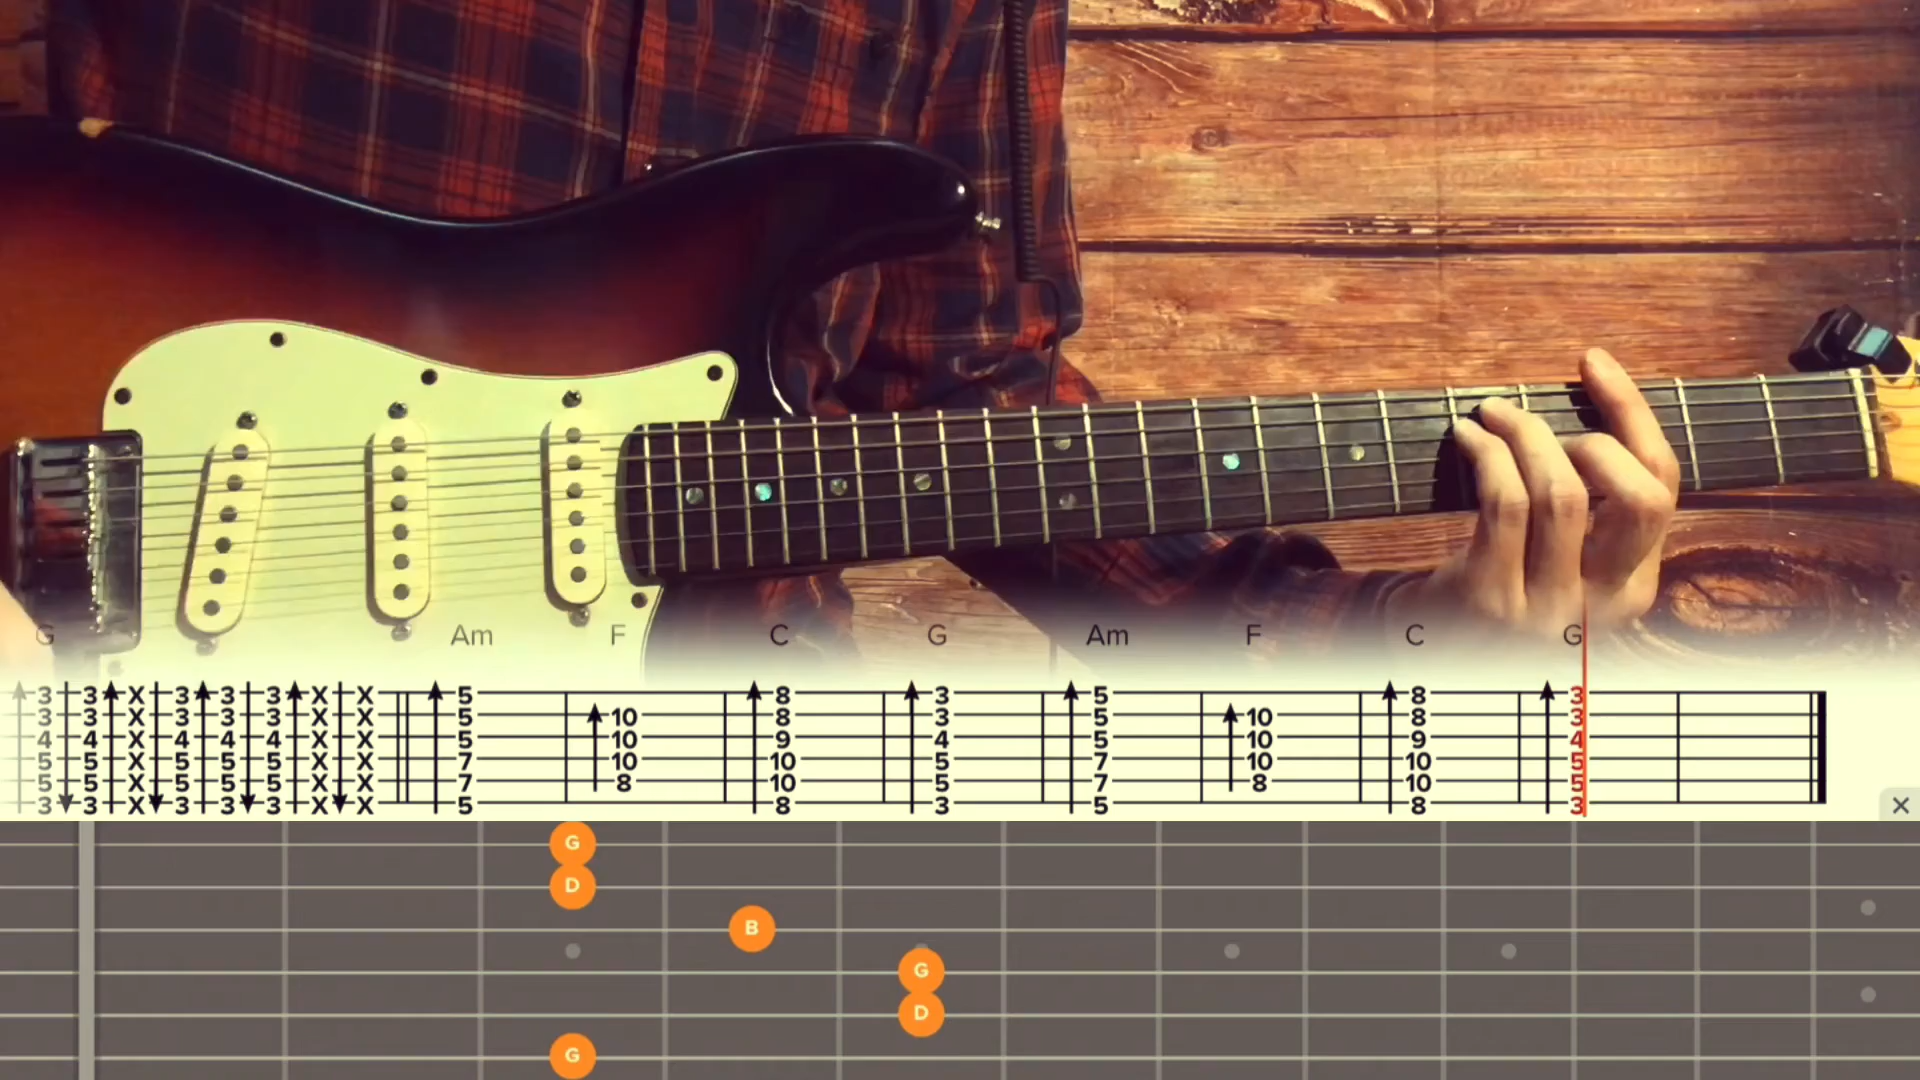 G Am F C G Am F C G
3 3 X 3 3 3 X X 5 8 3 5 8 3
3 3 X 3 3 3 X X 5 10 8 3 5 10 8 3
4 4 X 4 4 4 X X 5 10 9 4 5 10 9 4
5 5 X 5 5 5 X X 7 10 10 5 7 10 10 5
5 5 X 5 5 5 X X 7 8 10 5 7 8 10 5
3 3 X 3 3 3 X X 5 8 3 5 8 3
G
D
B
G
D
G